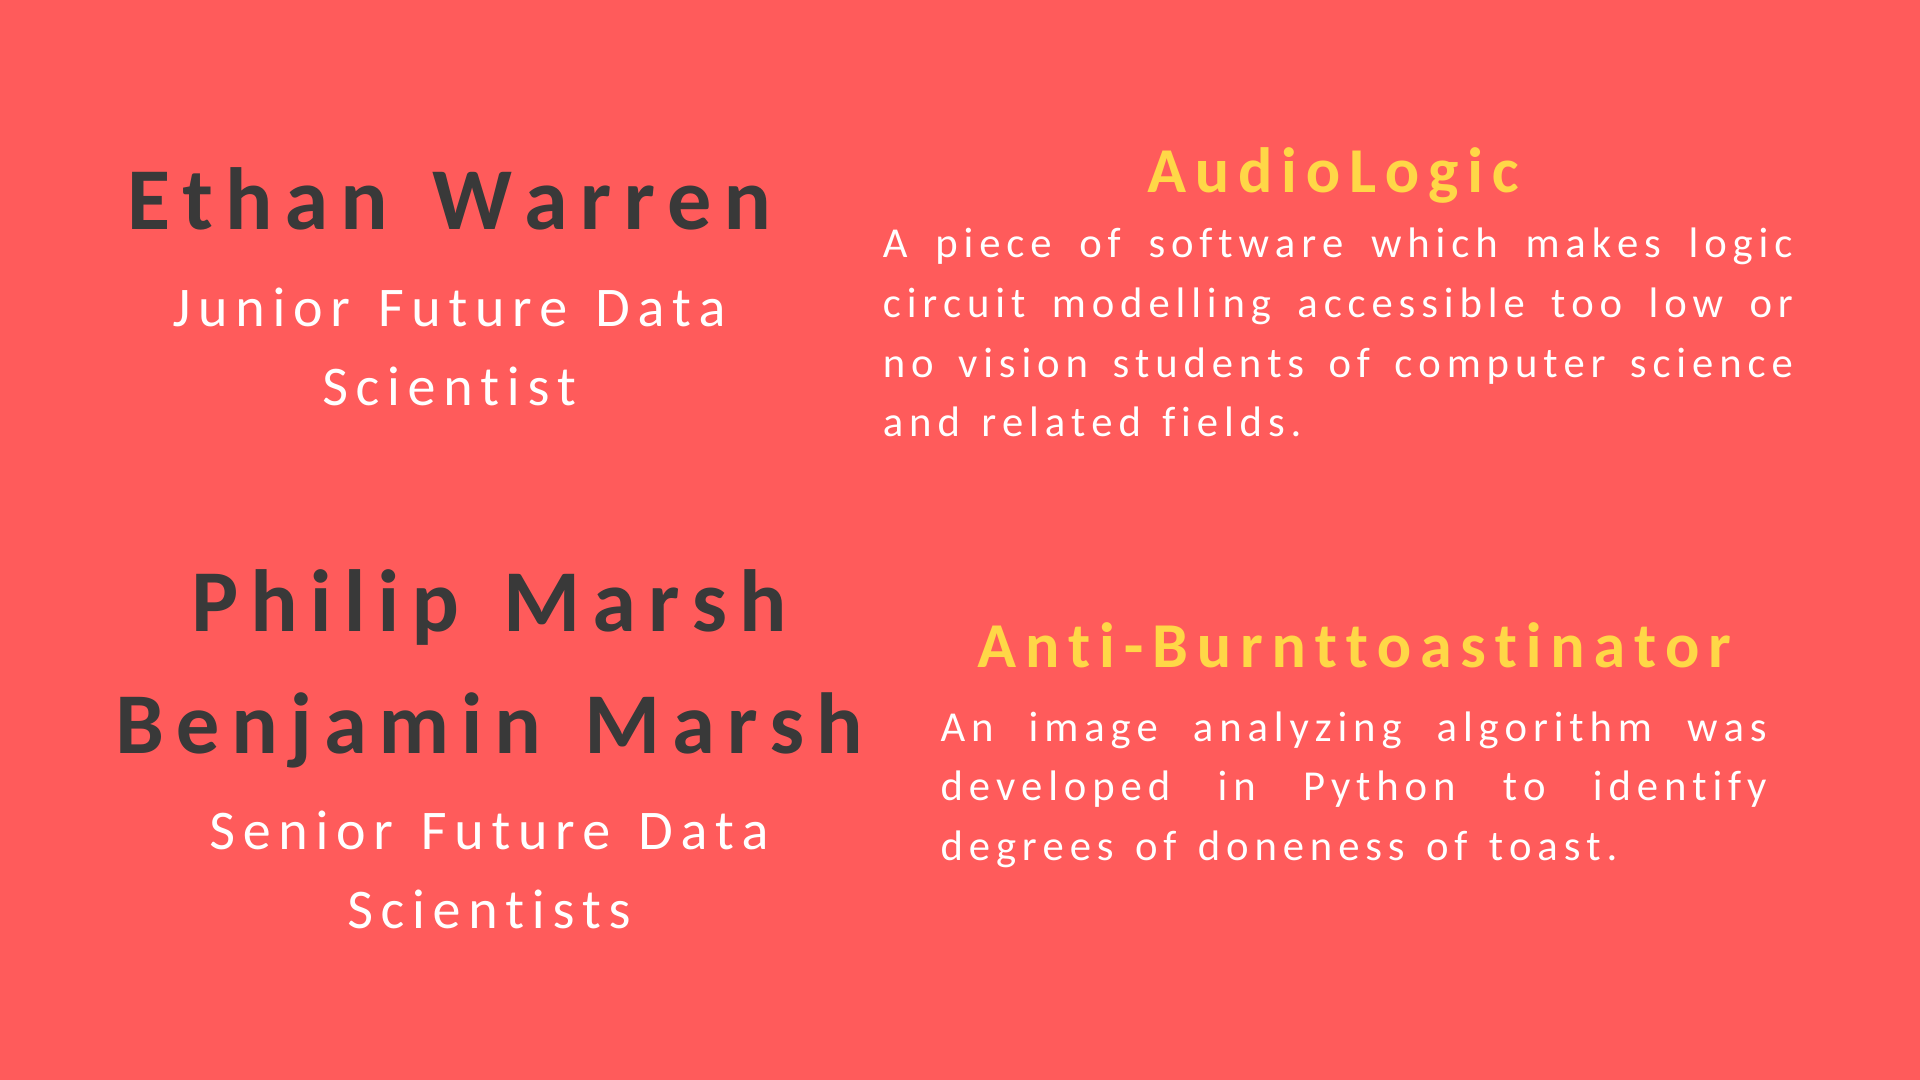 Ethan Warren
Junior Future Data
Scientist
AudioLogic
A piece of software which makes logic
circuit modelling accessible too low or
no vision students of computer science
and related fields.
Philip Marsh
Benjamin Marsh
Senior Future Data
Scientists
Anti-Burnttoastinator
An image analyzing algorithm was
developed in Python to identify
degrees of doneness of toast.